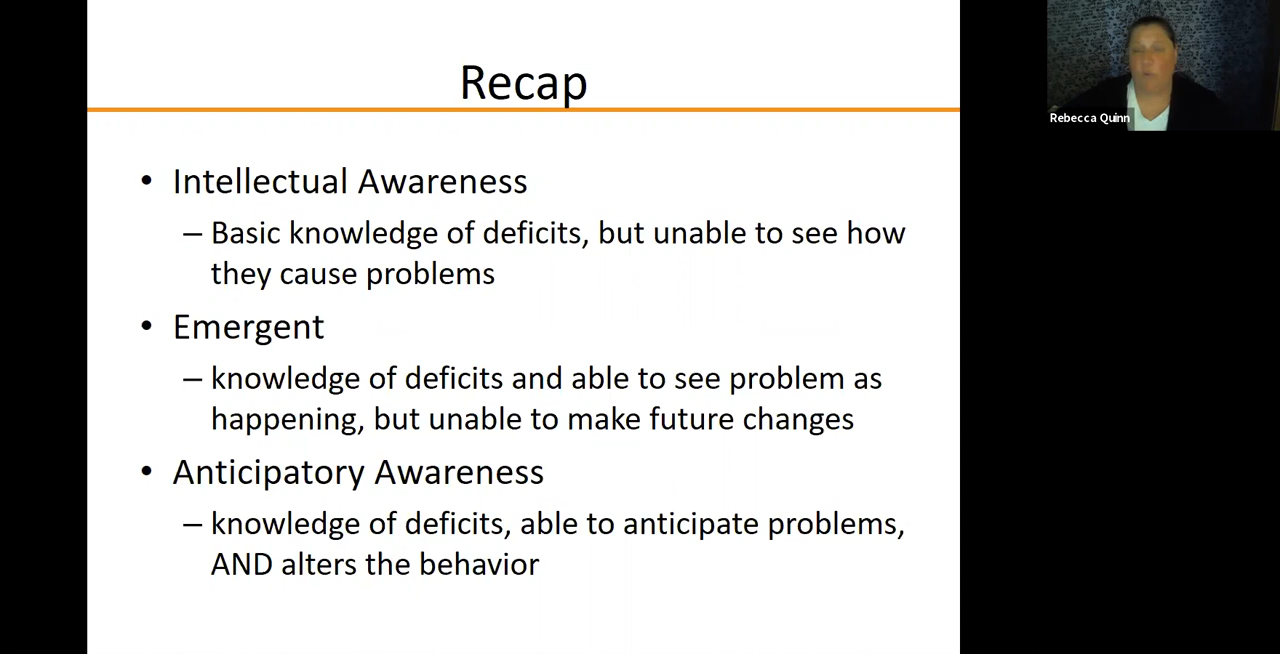 Recap
• Intellectual Awareness
– Basic knowledge of deficits, but unable to see how
they cause problems
• Emergent
– knowledge of deficits and able to see problem as
happening, but unable to make future changes
• Anticipatory Awareness
– knowledge of deficits, able to anticipate problems,
AND alters the behavior
Rebecca Quinn